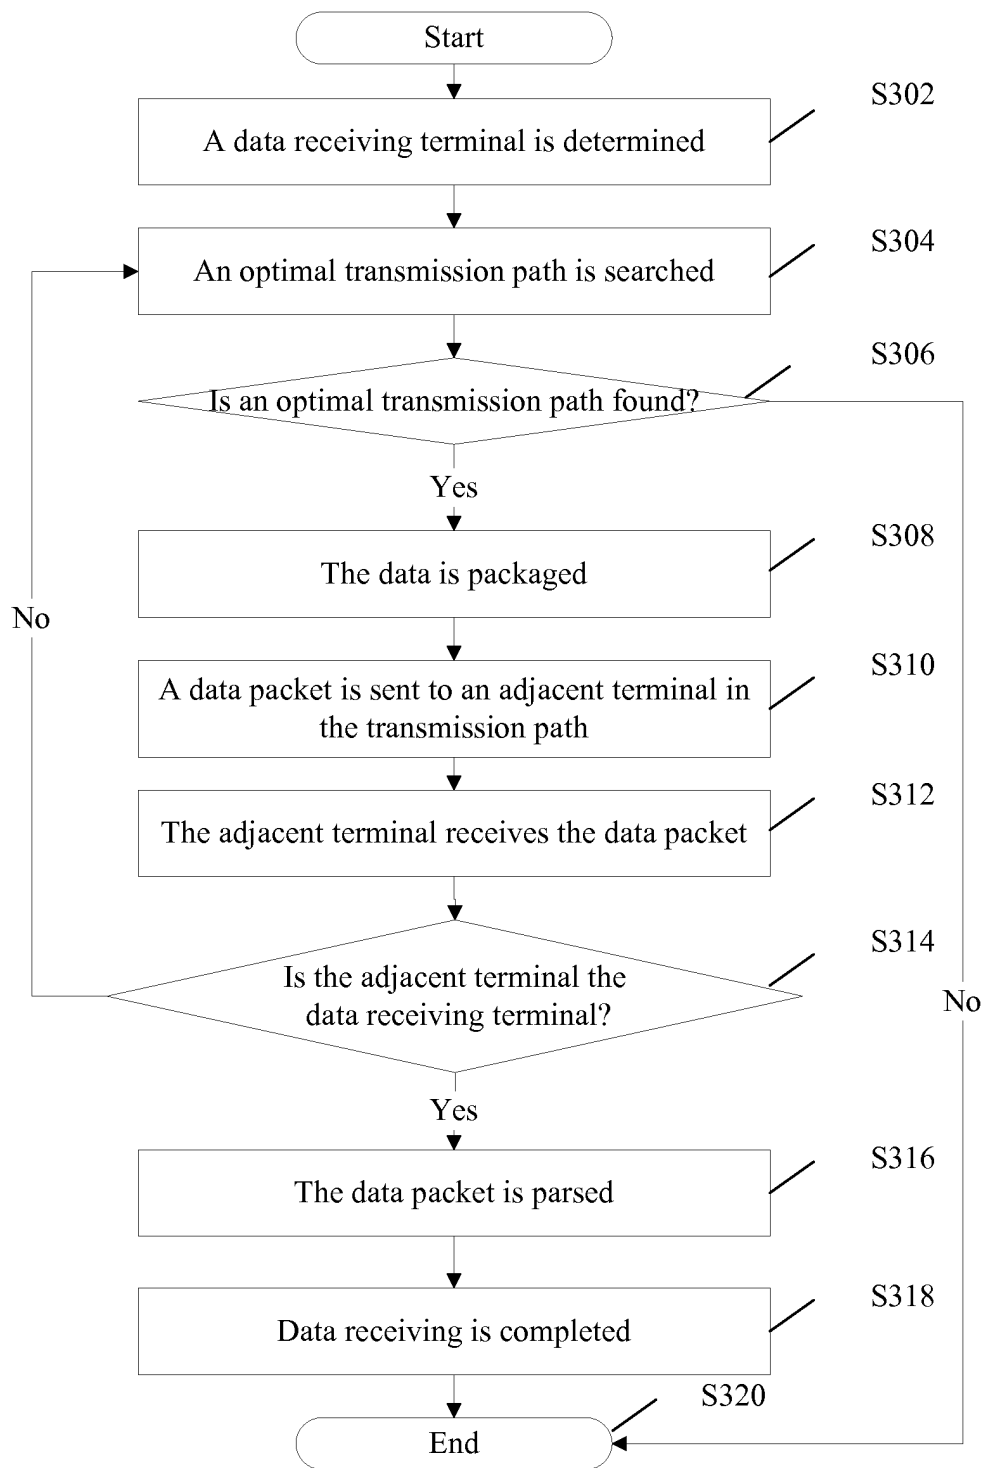 Start
S302
A data receiving terminal is determined
S304
An optimal transmission path is searched
S306
Is an optimal transmission path found?
Yes
S308
The data is packaged
No
S310
A data packet is sent to an adjacent terminal in
the transmission path
S312
The adjacent terminal receives the data packet
S314
Is the adjacent terminal the
data receiving terminal?
No
Yes
S316
The data packet is parsed
S318
Data receiving is completed
S320
End